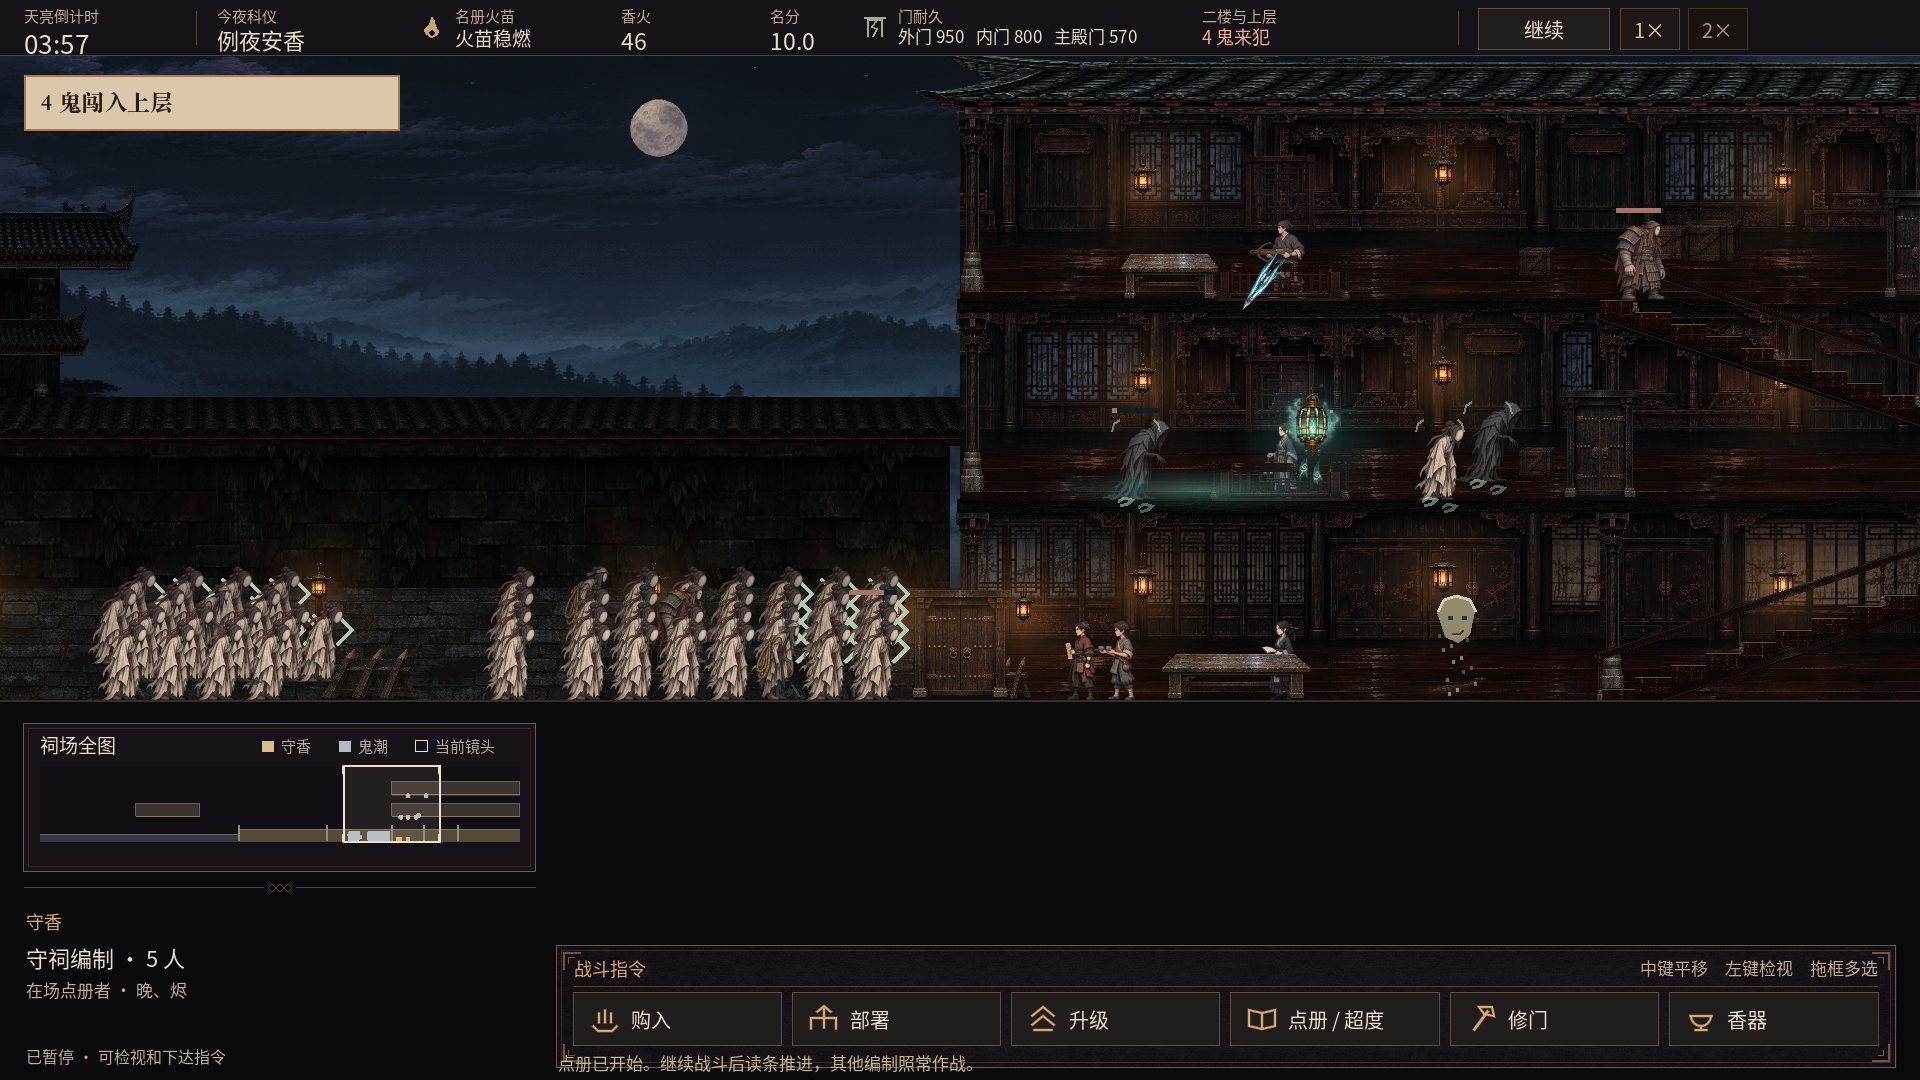 天亮倒计时
03:57
今夜科仪
例夜安香
名册火苗
火苗稳燃
香火
46
名分
10.0
门耐久
外门 950 内门 800 主殿门 570
二楼与上层
4 鬼来犯
继续
1×
2×
4 鬼闯入上层
祠场全图
守香
鬼潮
当前镜头
守香
守祠编制 · 5 人
在场点册者 · 晚、烬
已暂停 · 可检视和下达指令
战斗指令
中键平移 左键检视 拖框多选
购入
部署
升级
点册 / 超度
修门
香器
点册已开始。继续战斗后读条推进，其他编制照常作战。